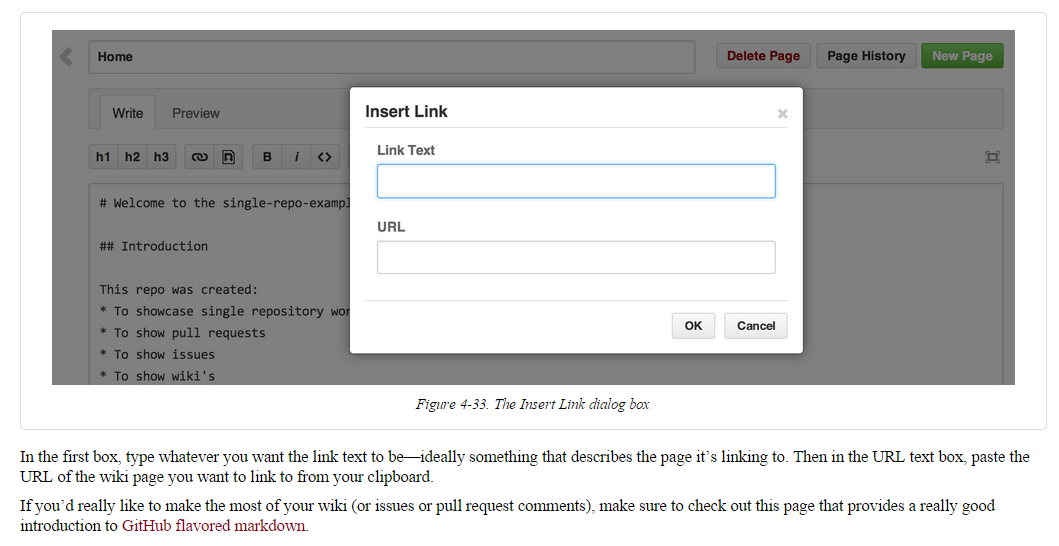 Home
Delete Page
Page History
New Page
Write
Preview
Insert Link
×
Link Text
h1 h2 h3
B i <>
# Welcome to the single-repo-exampl
URL
## Introduction
This repo was created:
* To showcase single repository wor
* To show pull requests
OK
Cancel
* To show issues
* To show wiki's
Figure 4-33. The Insert Link dialog box
In the first box, type whatever you want the link text to be—ideally something that describes the page it’s linking to. Then in the URL text box, paste the
URL of the wiki page you want to link to from your clipboard.
If you’d really like to make the most of your wiki (or issues or pull request comments), make sure to check out this page that provides a really good
introduction to GitHub flavored markdown.